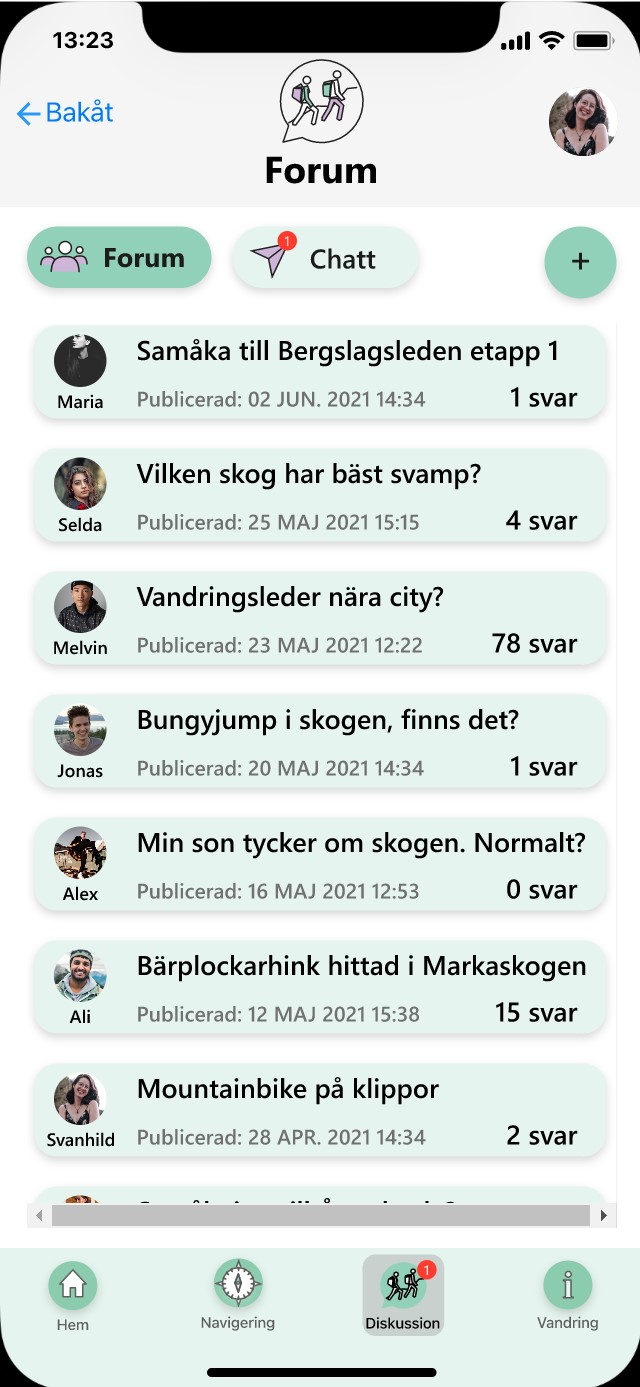 13:23
←Bakåt
Forum
Forum
1
Chatt
+
Samåka till Bergslagsleden etapp 1
Maria
Publicerad: 02 JUN. 2021 14:34
1 svar
Vilken skog har bäst svamp?
Selda
Publicerad: 25 MAJ 2021 15:15
4 svar
Vandringsleder nära city?
Melvin
Publicerad: 23 MAJ 2021 12:22
78 svar
Bungyjump i skogen, finns det?
Jonas
Publicerad: 20 MAJ 2021 14:34
1 svar
Min son tycker om skogen. Normalt?
Alex
Publicerad: 16 MAJ 2021 12:53
0 svar
Bärplockarhink hittad i Markaskogen
Ali
Publicerad: 12 MAJ 2021 15:38
15 svar
Mountainbike på klippor
Svanhild
Publicerad: 28 APR. 2021 14:34
2 svar
1
Hem
Navigering
Diskussion
Vandring